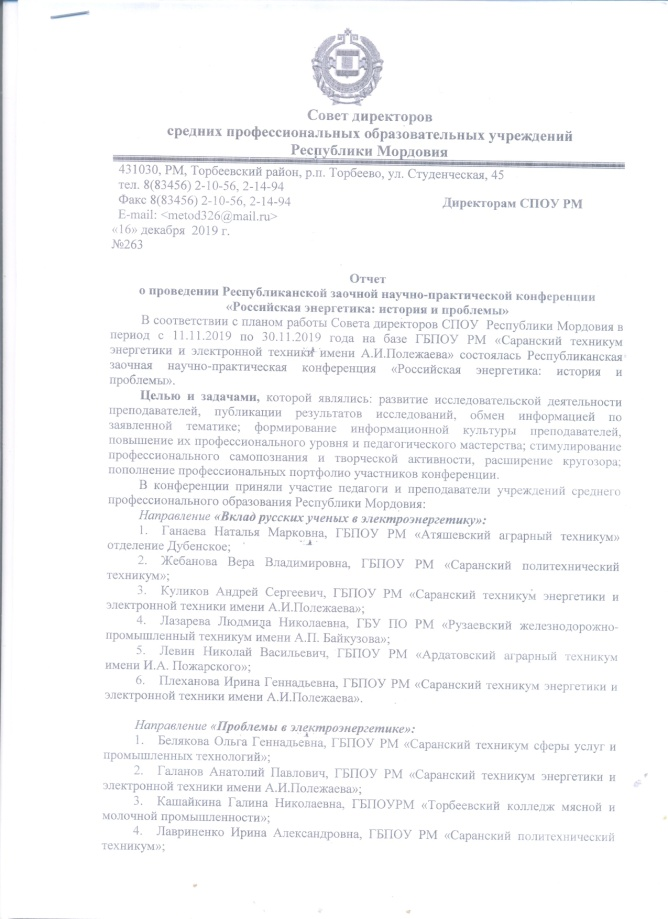 Совет директоров
средних профессиональных образовательных учреждений
Республики Мордовия
431030, РМ, Торбеевский район, р.п. Торбеево, ул. Студенческая, 45
тел. 8(83456) 2-10-56, 2-14-94
Факс 8(83456) 2-10-56, 2-14-94 Директорам СПОУ РМ
E-mail: <metod326@mail.ru>
«16» декабря 2019 г.
№263
Отчет
о проведении Республиканской заочной научно-практической конференции
«Российская энергетика: история и проблемы»
В соответствии с планом работы Совета директоров СПОУ Республики Мордовия в
период с 11.11.2019 по 30.11.2019 года на базе ГБПОУ РМ «Саранский техникум
энергетики и электронной техники имени А.И.Полежаева» состоялась Республиканская
заочная научно-практическая конференция «Российская энергетика: история и
проблемы».
Целью и задачами, которой являлись: развитие исследовательской деятельности
преподавателей, публикации результатов исследований, обмен информацией по
заявленной тематике; формирование информационной культуры преподавателей,
повышение их профессионального уровня и педагогического мастерства; стимулирование
профессионального самопознания и творческой активности, расширение кругозора;
пополнение профессиональных портфолио участников конференции.
В конференции приняли участие педагоги и преподаватели учреждений среднего
профессионального образования Республики Мордовия:
Направление «Вклад русских ученых в электроэнергетику»:
1. Ганаева Наталья Марковна, ГБПОУ РМ «Атяшевский аграрный техникум»
отделение Дубенское;
2. Жебанова Вера Владимировна, ГБПОУ РМ «Саранский политехнический
техникум»;
3. Куликов Андрей Сергеевич, ГБПОУ РМ «Саранский техникум энергетики и
электронной техники имени А.И.Полежаева»;
4. Лазарева Людмила Николаевна, ГБУ ПО РМ «Рузаевский железнодорожно-
промышленный техникум имени А.П. Байкузова»;
5. Левин Николай Васильевич, ГБПОУ РМ «Ардатовский аграрный техникум
имени И.А. Пожарского»;
6. Плеханова Ирина Геннадьевна, ГБПОУ РМ «Саранский техникум энергетики и
электронной техники имени А.И.Полежаева».
Направление «Проблемы в электроэнергетике»:
1. Белякова Ольга Геннадьевна, ГБПОУ РМ «Саранский техникум сферы услуг и
промышленных технологий»;
2. Галанов Анатолий Павлович, ГБПОУ РМ «Саранский техникум энергетики и
электронной техники имени А.И.Полежаева»;
3. Кашайкина Галина Николаевна, ГБПОУРМ «Торбеевский колледж мясной и
молочной промышленности»;
4. Лавриненко Ирина Александровна, ГБПОУ РМ «Саранский политехнический
техникум»;